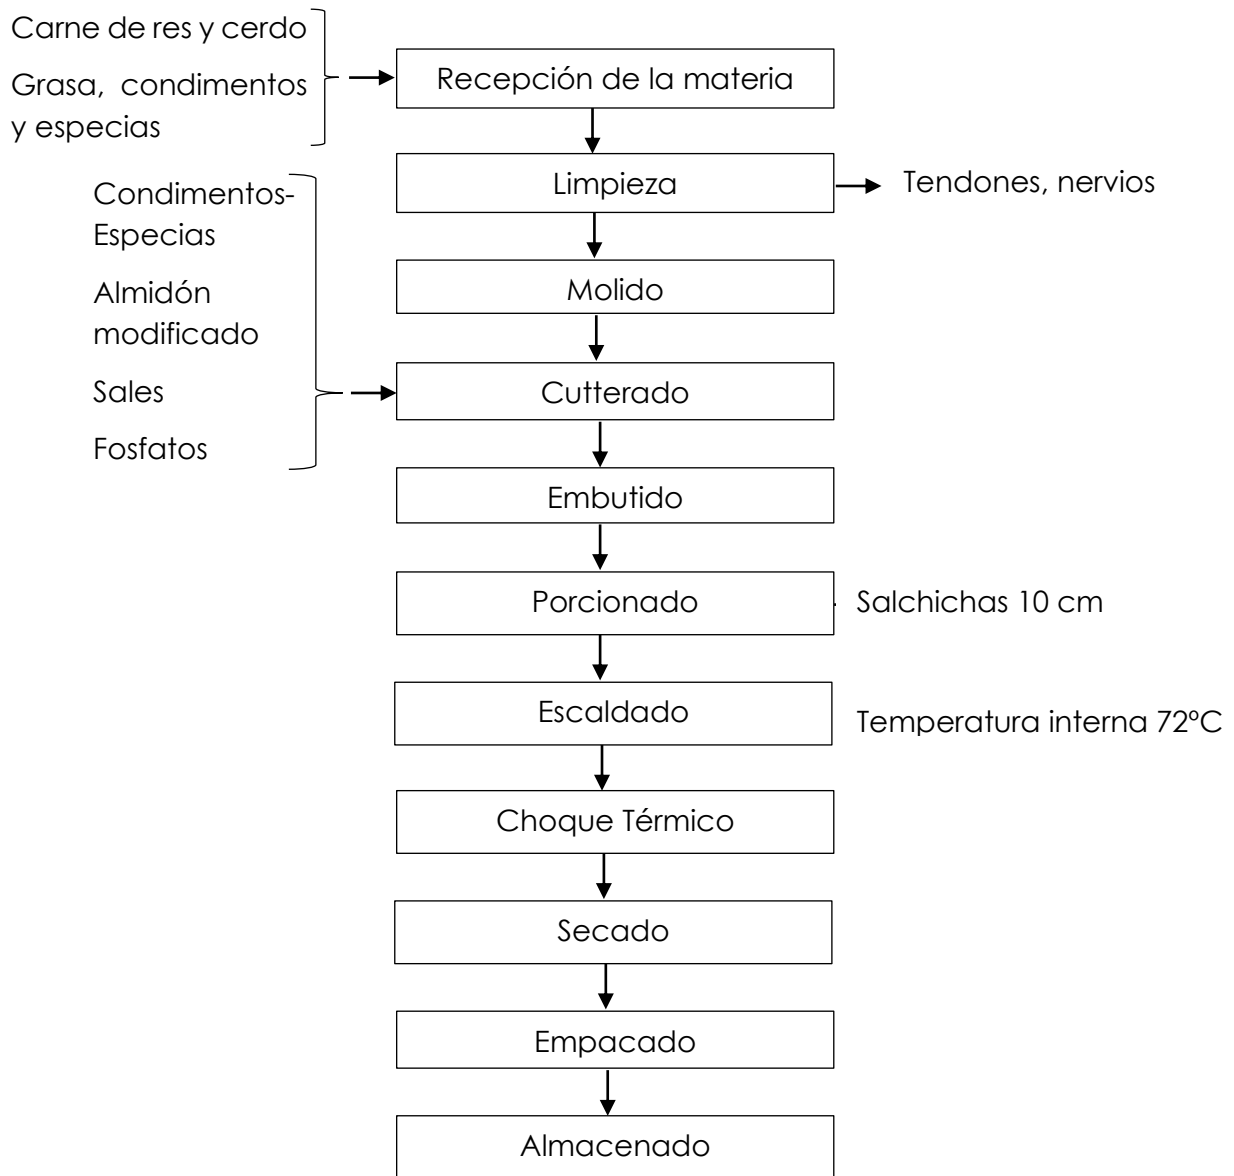 Carne de res y cerdo
Grasa, condimentos
y especias
Recepción de la materia
Limpieza
Tendones, nervios
Condimentos-
Especias
Almidón
modificado
Sales
Fosfatos
Molido
Cutterado
Embutido
Porcionado
Salchichas 10 cm
Escaldado
Temperatura interna 72ºC
Choque Térmico
Secado
Empacado
Almacenado